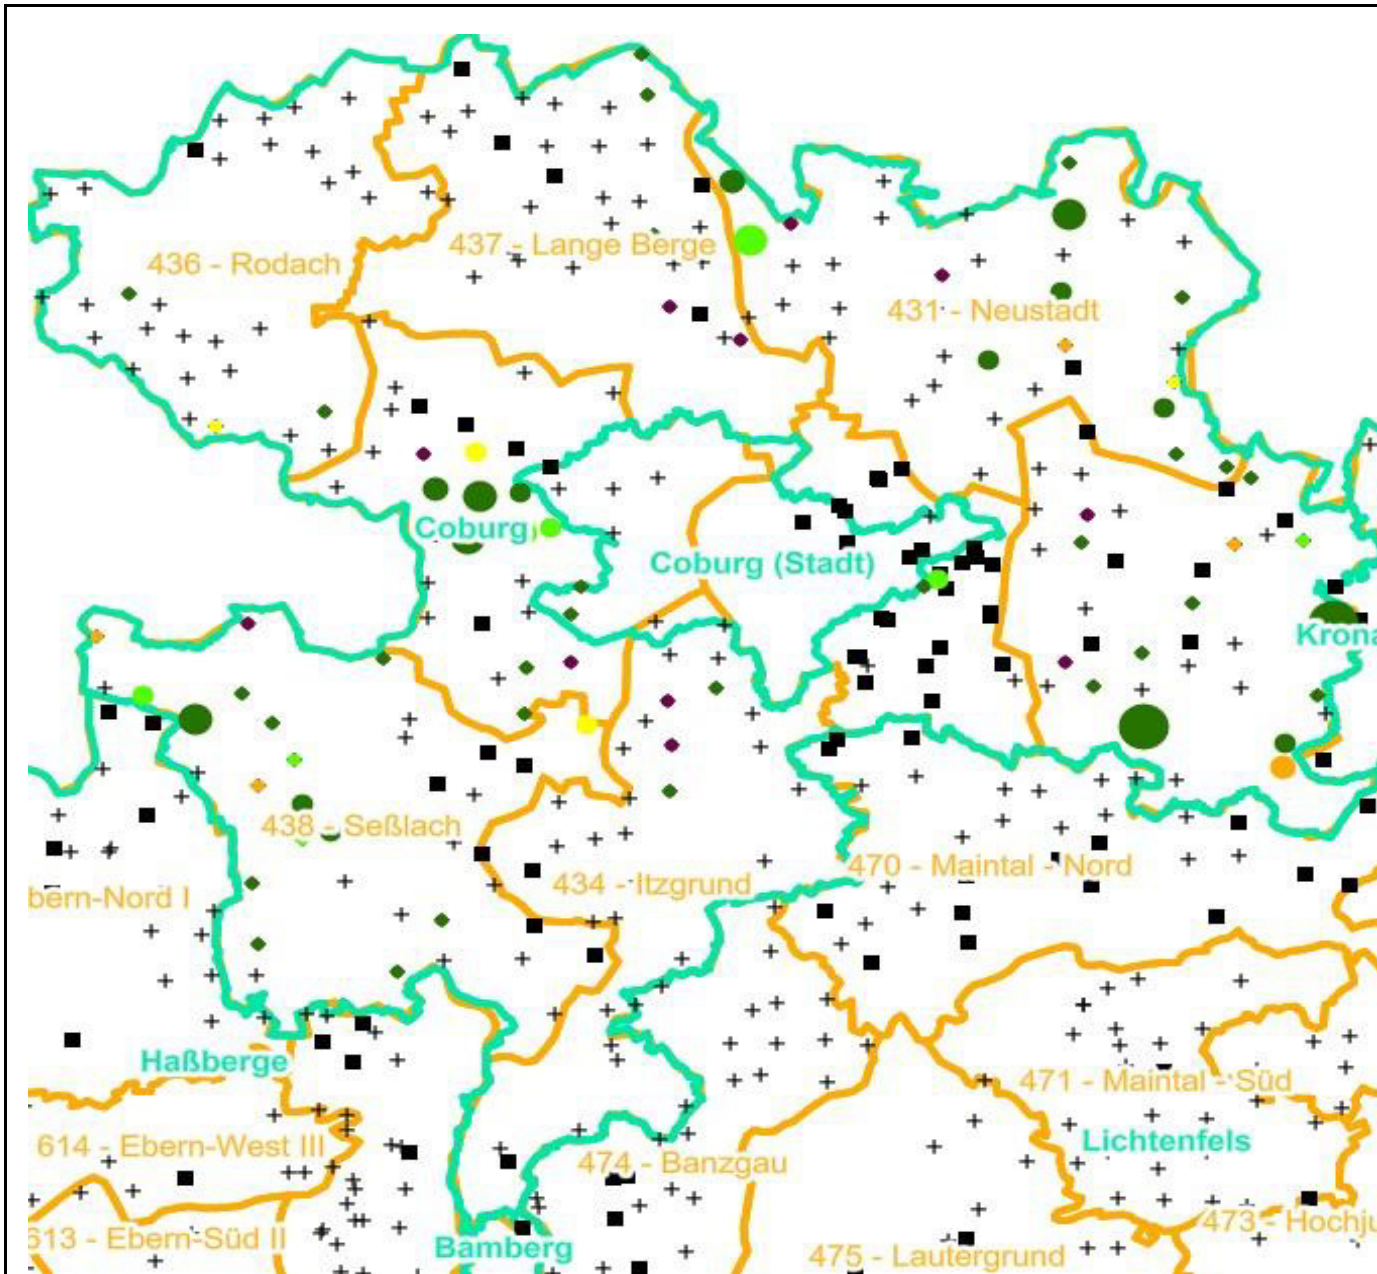 437 - Lange Berge
436 - Rodach
431 - Neustadt
Coburg
Coburg (Stadt)
Krona
438 - Seßlach
470 - Maintal - Nord
434 - Itzgrund
bern-Nord I
Haßberge
471 - Maintal - Süd
614 - Ebern-West III
Lichtenfels
474 - Banzgau
473 - Hochju
613 - Ebern-Süd II
Bamberg
475 - Lautergrund